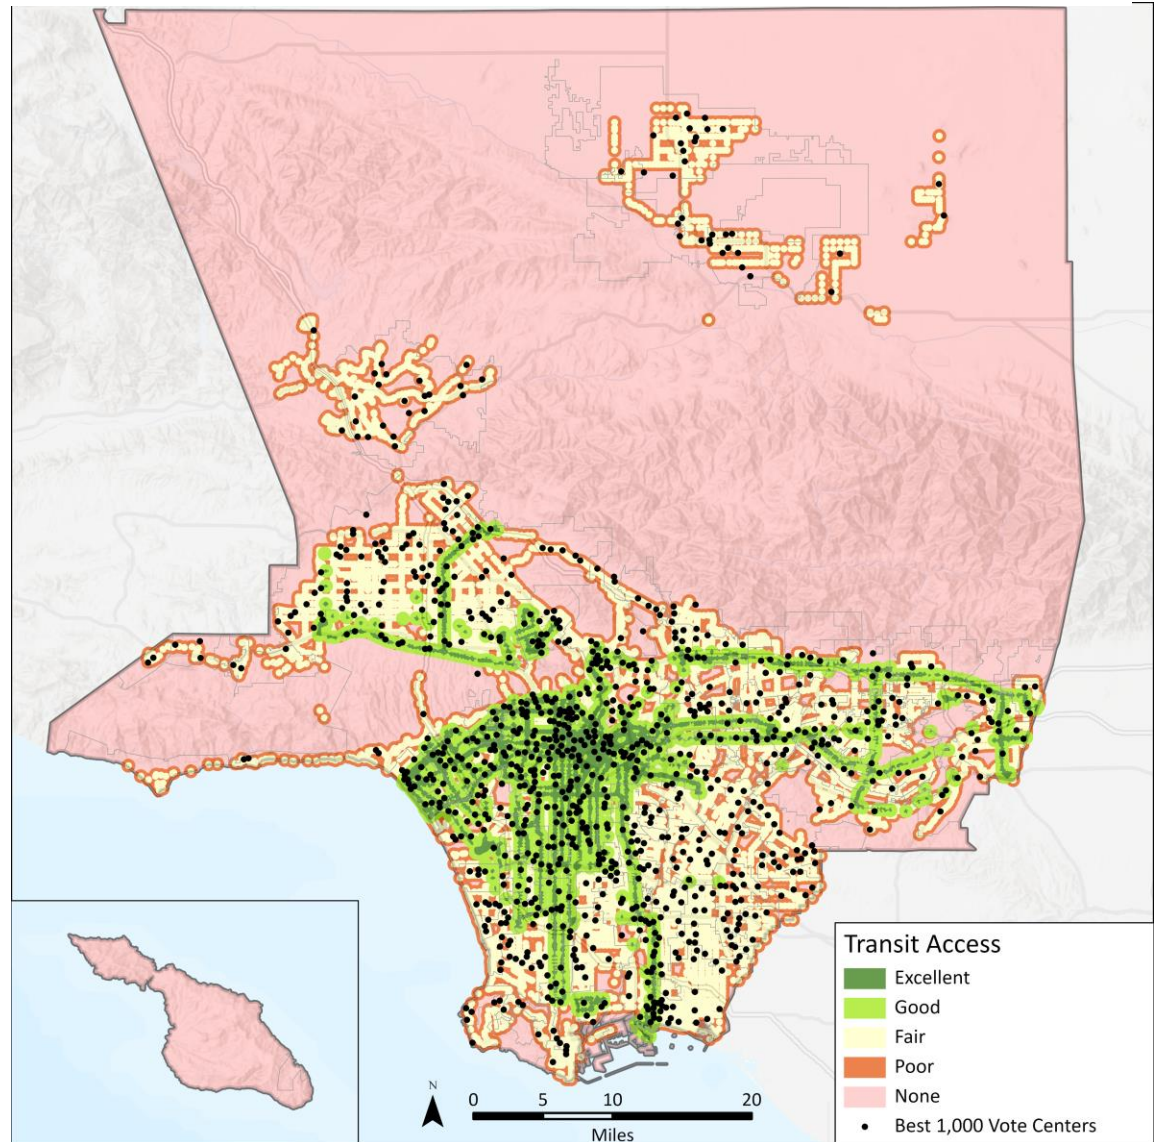 Transit Access
Excellent
Good
Fair
Poor
None
Best 1,000 Vote Centers
N
0 5 10 20
Miles